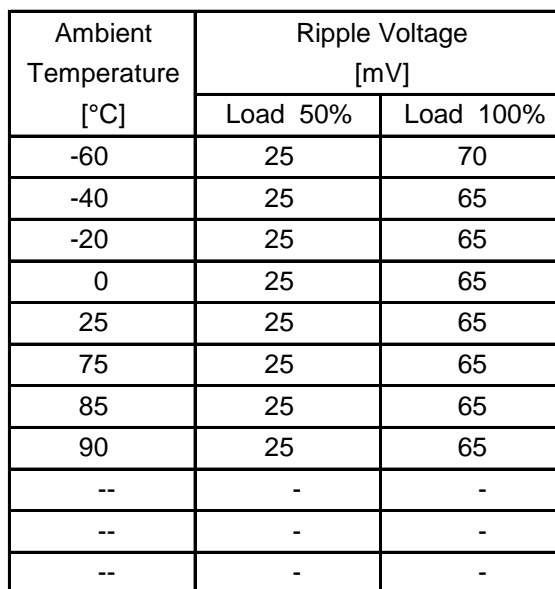 Ambient Temperature [°C] Ripple Voltage [mV]
Load 50% Load 100%
-60 25 70
-40 25 65
-20 25 65
0 25 65
25 25 65
75 25 65
85 25 65
90 25 65
-- - -
-- - -
-- - -